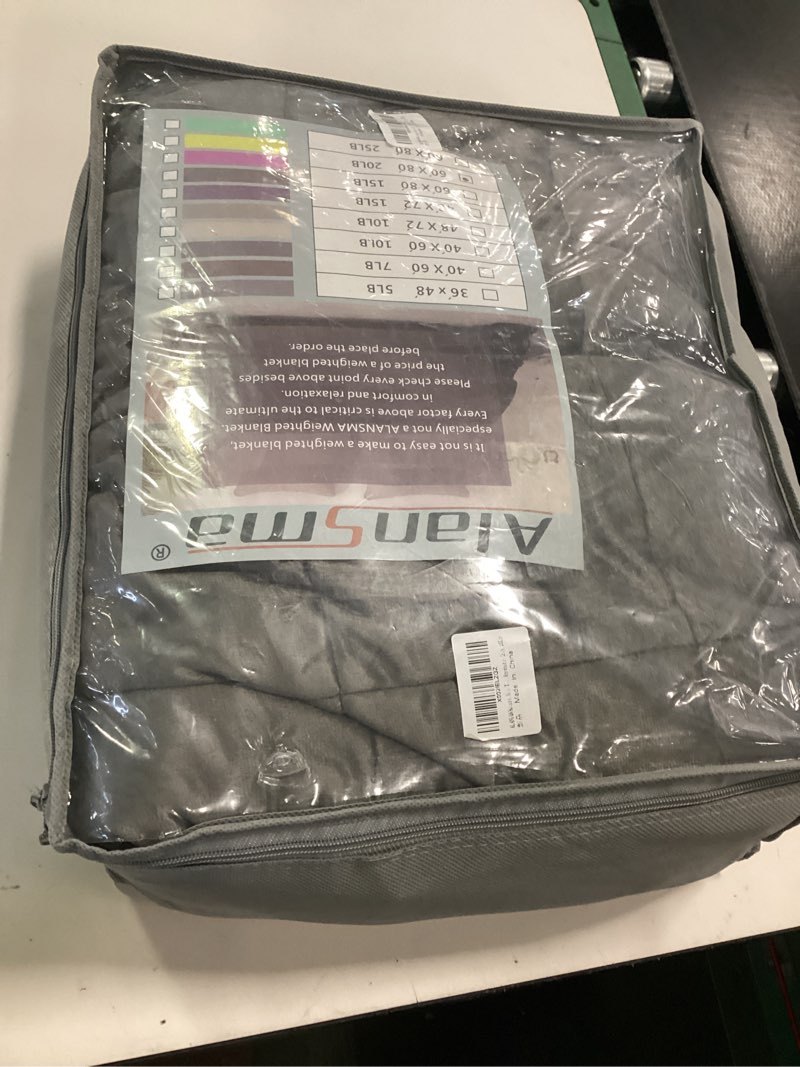 AlanSma ®
It is not easy to make a weighted blanket,
especially not a ALANSMA Weighted Blanket.
Every factor above is critical to the ultimate
in comfort and relaxation.
Please check every point above besides
the price of a weighted blanket
before place the order.
36"x 48" 5LB
40"X 60" 7LB
40"X 60" 10LB
48"X 72" 10LB
X 72" 15LB
60"X 80" 15LB
60"X 80" 20LB
X 80" 25LB
Made in China